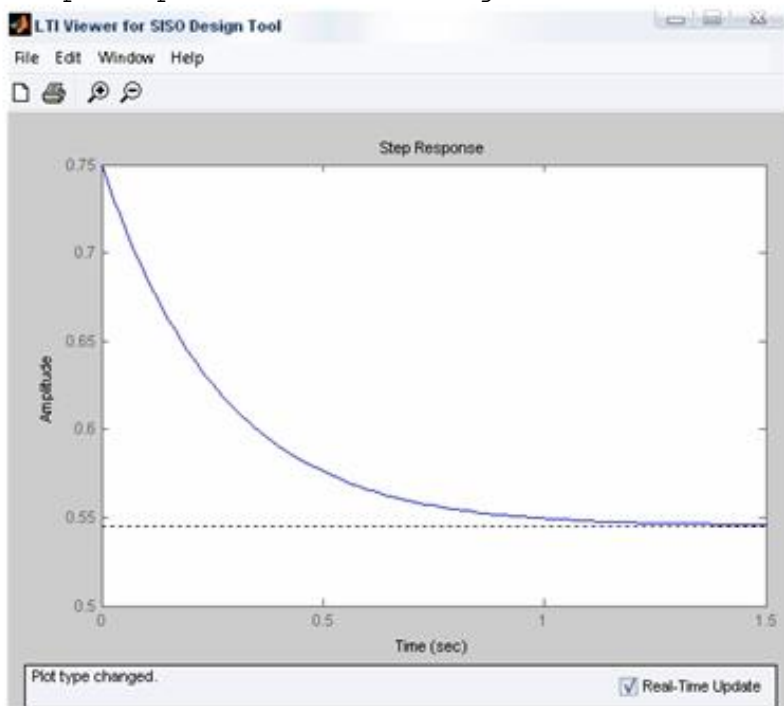 LTI Viewer for SISO Design Tool
File Edit Window Help
Step Response
0.75
0.7
0.65
0.6
0.55
0.5
Amplitude
0 0.5 1 1.5
Time (sec)
Plot type changed.
Real-Time Update